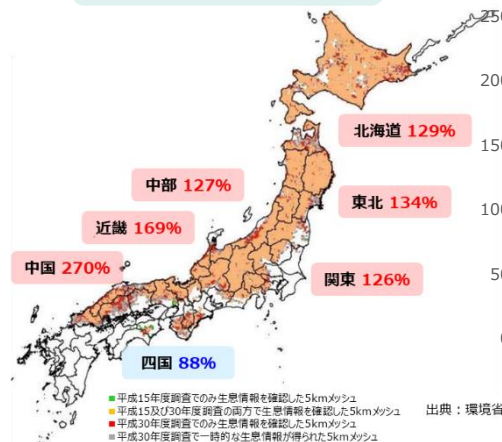 250
200
150
100
50
0
北海道 129%
中部 127%
東北 134%
近畿 169%
中国 270%
関東 126%
四国 88%
平成15年度調査でのみ生息情報を確認した5kmメッシュ
平成15及び30年度調査の両方で生息情報を確認した5kmメッシュ
平成30年度調査でのみ生息情報を確認した5kmメッシュ
平成30年度調査で一時的な生息情報が得られた5kmメッシュ
出典：環境省